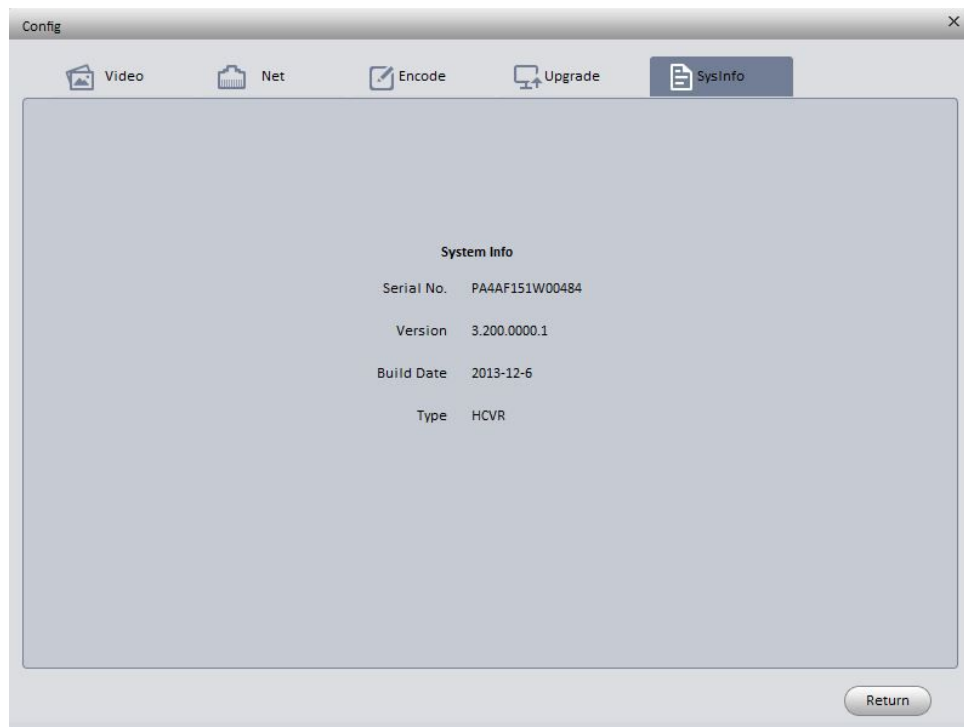 Config
Video Net Encode Upgrade SysInfo
System Info
Serial No. PA4AF151W00484
Version 3.200.0000.1
Build Date 2013-12-6
Type HCVR
Return